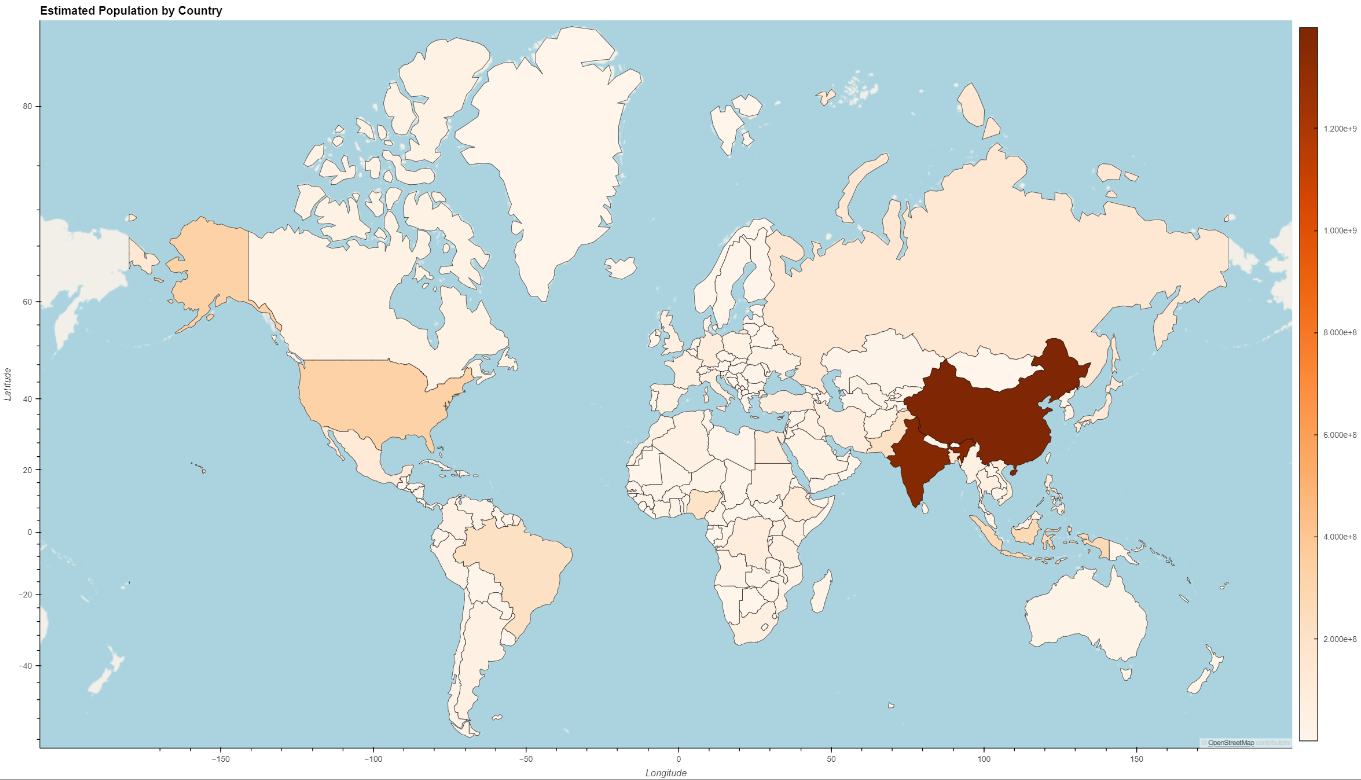 Estimated Population by Country
80
60
40
20
0
−20
−40
Latitude
−150
−100
−50
0
50
100
150
Longitude
1.200e+9
1.000e+9
8.000e+8
6.000e+8
4.000e+8
2.000e+8
© OpenStreetMap contributors